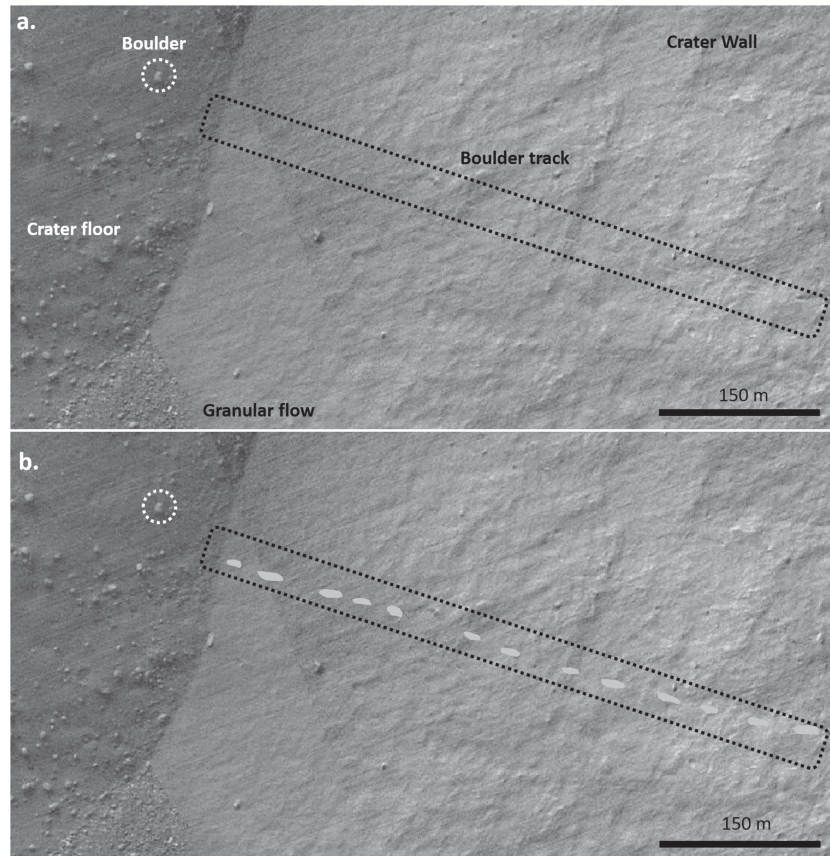 a.
Boulder
Crater Wall
Boulder track
Crater floor
150 m
Granular flow
b.
150 m